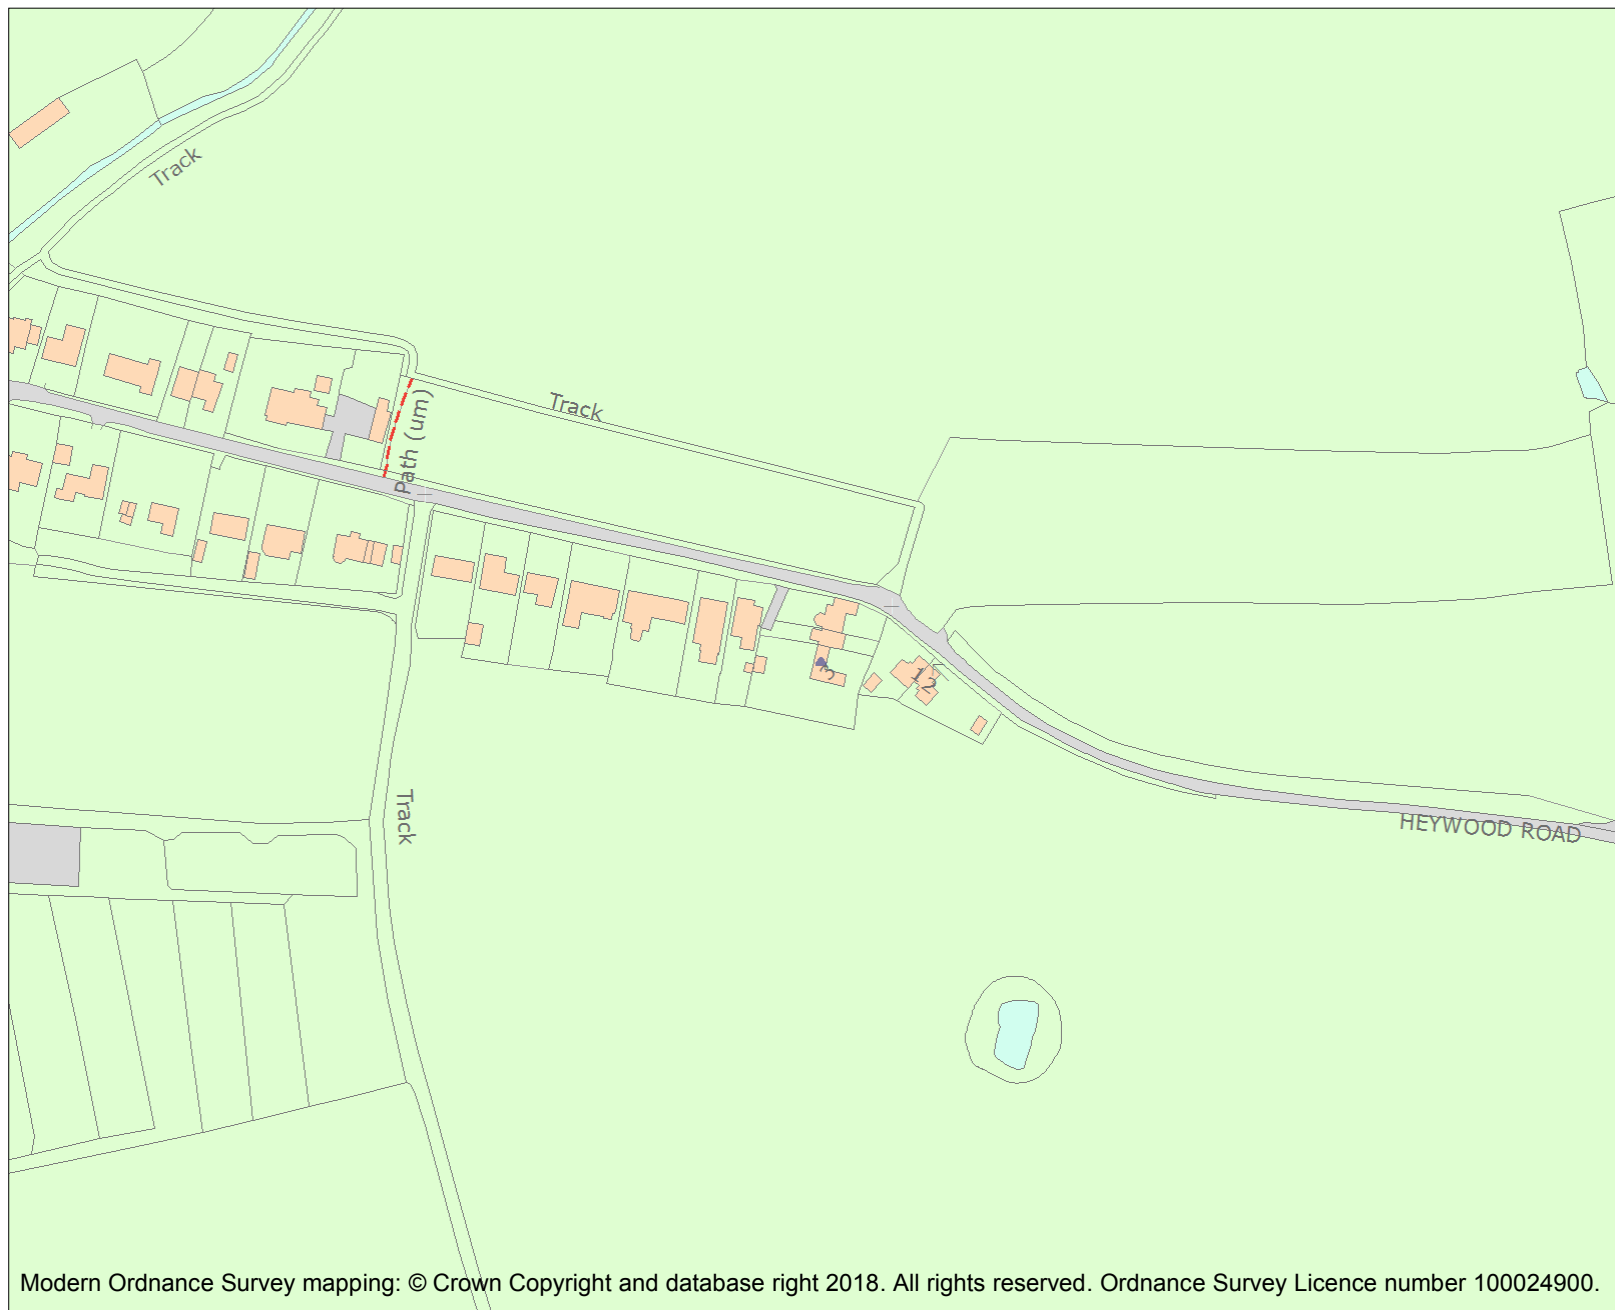 Track
Track
Path (um)
3
12
HEYWOOD ROAD
Track
Modern Ordnance Survey mapping: © Crown Copyright and database right 2018. All rights reserved. Ordnance Survey Licence number 100024900.